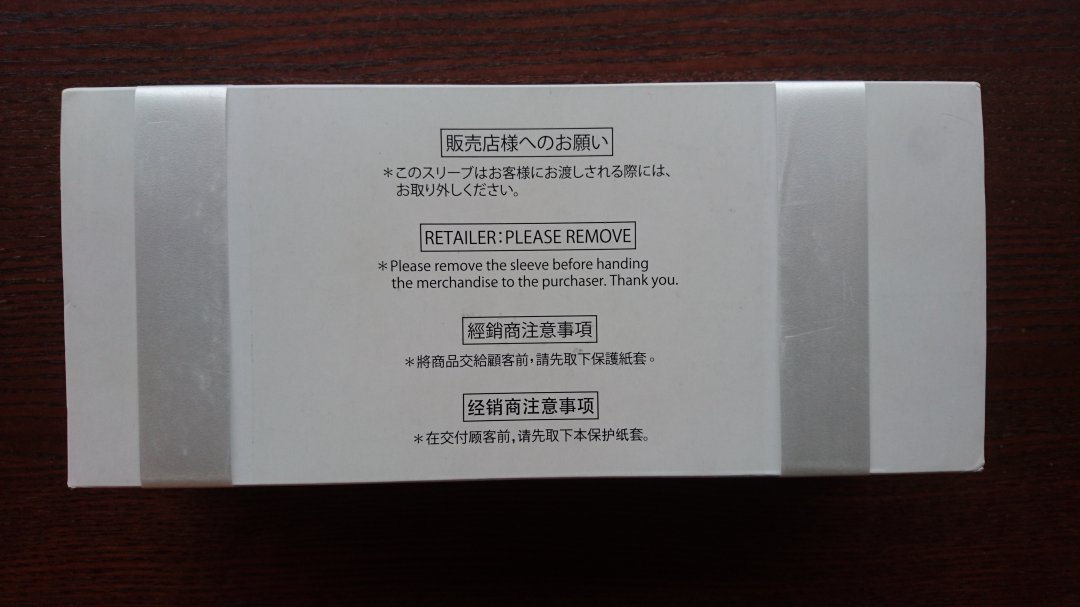 販売店様へのお願い
＊このスリーブはお客様にお渡しされる際には、
お取り外しください。
RETAILER:PLEASE REMOVE
＊Please remove the sleeve before handing
the merchandise to the purchaser. Thank you.
經銷商注意事項
＊將商品交給顧客前，請先取下保護紙套。
经销商注意事项
＊在交付顾客前，请先取下本保护纸套。